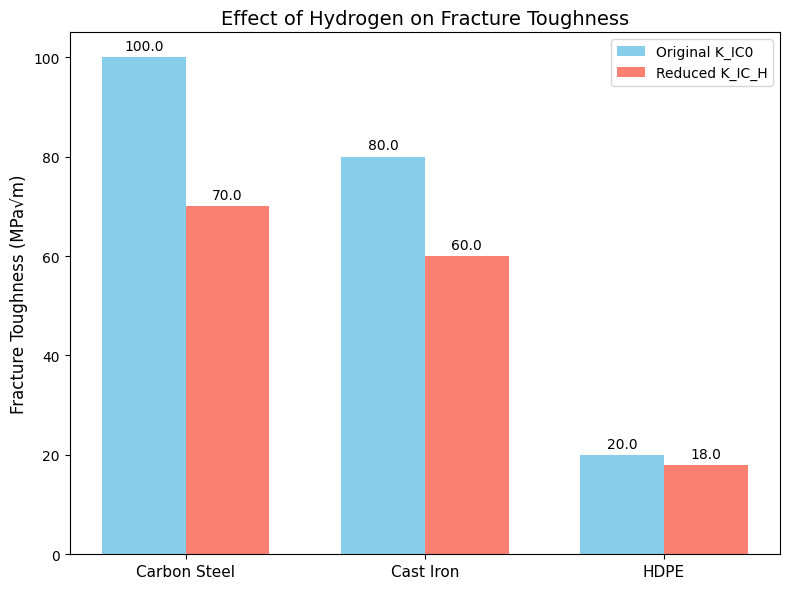 Effect of Hydrogen on Fracture Toughness
Original K_IC0
Reduced K_IC_H
Fracture Toughness (MPa√m)
100
80
60
40
20
0
100.0
70.0
80.0
60.0
20.0
18.0
Carbon Steel
Cast Iron
HDPE